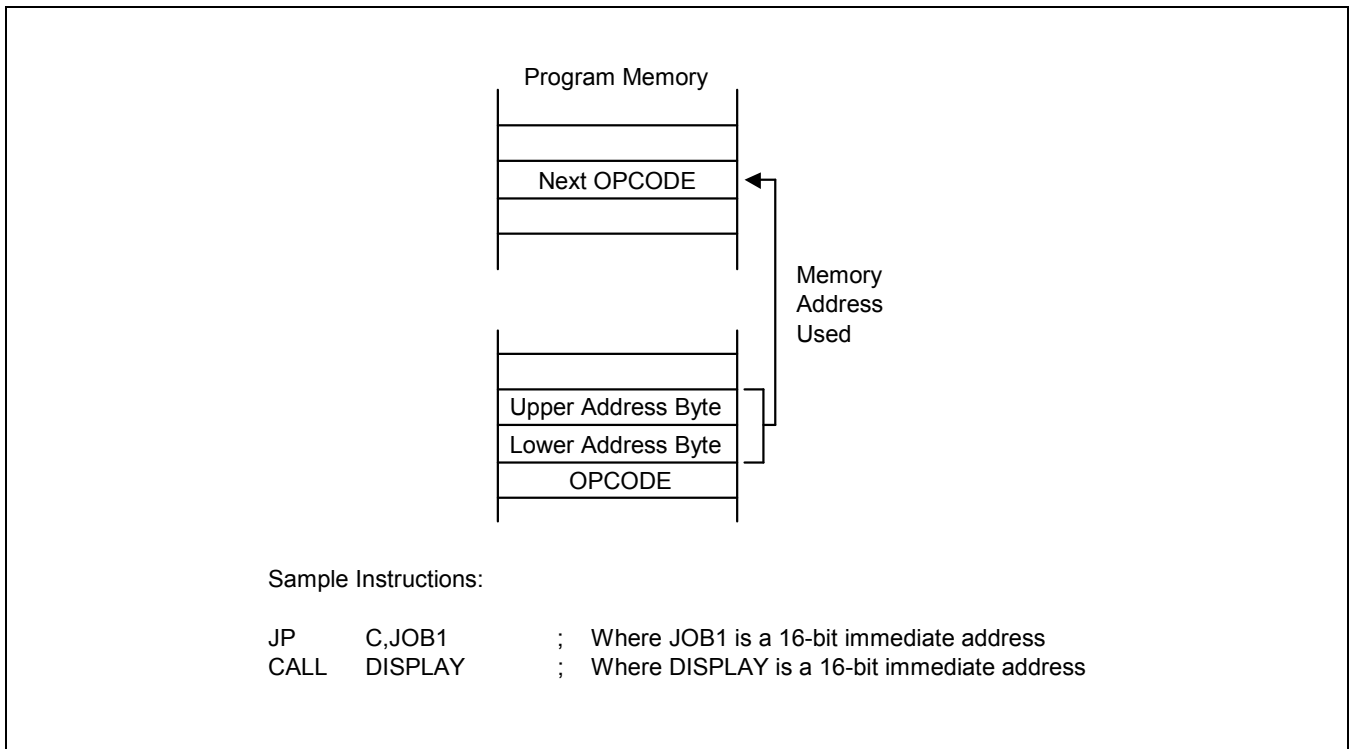 Program Memory
Next OPCODE
Memory
Address
Used
Upper Address Byte
Lower Address Byte
OPCODE
Sample Instructions:
JP C,JOB1 ; Where JOB1 is a 16-bit immediate address
CALL DISPLAY ; Where DISPLAY is a 16-bit immediate address